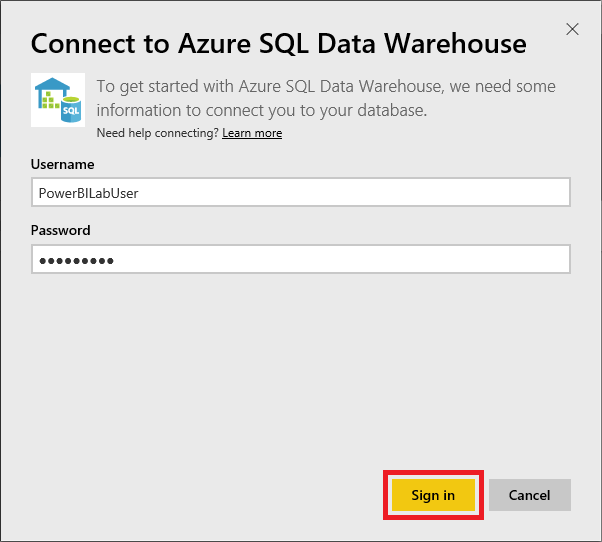 Connect to Azure SQL Data Warehouse
To get started with Azure SQL Data Warehouse, we need some
information to connect you to your database.
Need help connecting? Learn more
SQL
Username
PowerBILabUser
Password
●●●●●●●●●
Sign in
Cancel